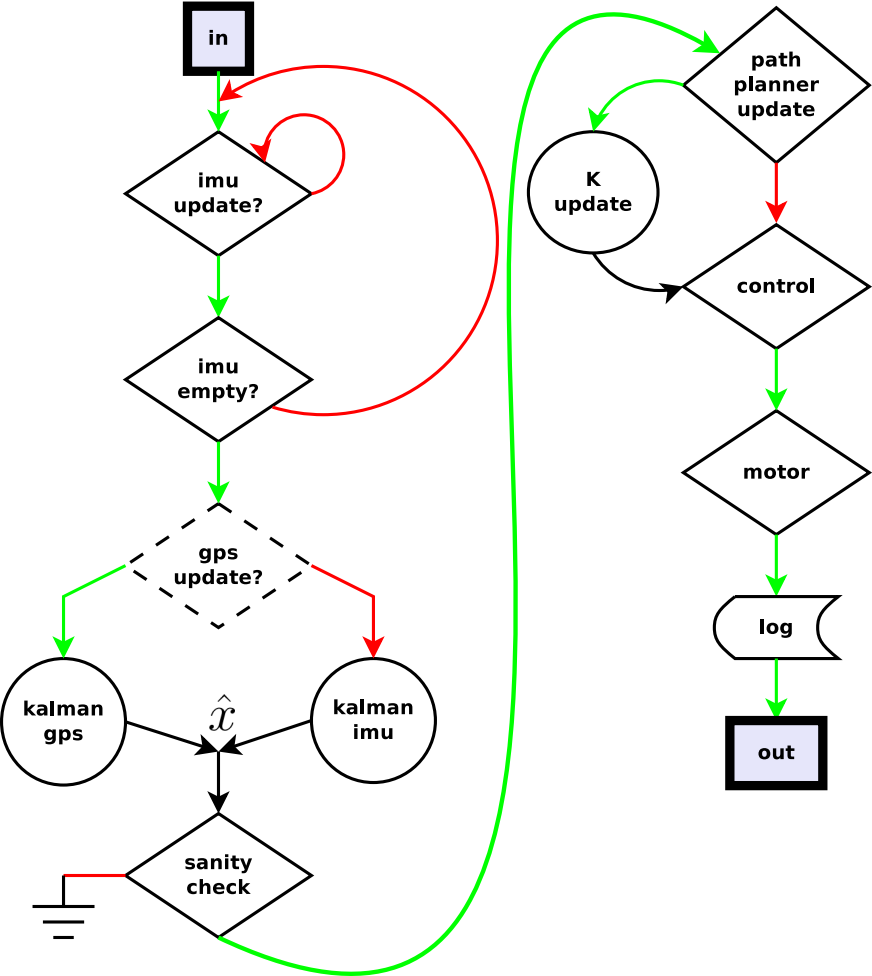 in
imu
update?
imu
empty?
gps
update?
kalman
gps
x̂
kalman
imu
sanity
check
path
planner
update
K
update
control
motor
log
out